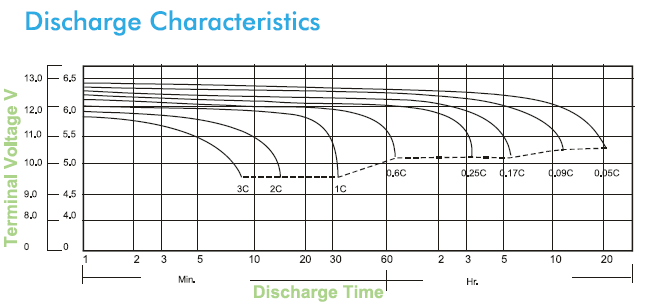 Discharge Characteristics
Terminal Voltage V
13,0 6,5
12,0 6,0
11,0 5,5
10,0 5,0
9,0 4,5
8,0 4,0
0 0
3C 2C 1C 0,6C 0,25C 0,17C 0,09C 0,05C
1 2 3 5 10 20 30 60 2 3 5 10 20
Min. Hr.
Discharge Time